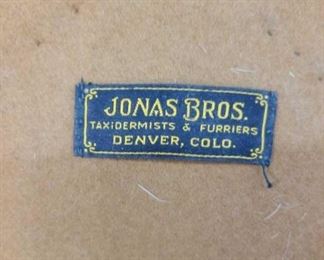 JONAS BROS.
TAXIDERMISTS & FURRIERS
DENVER, COLO.